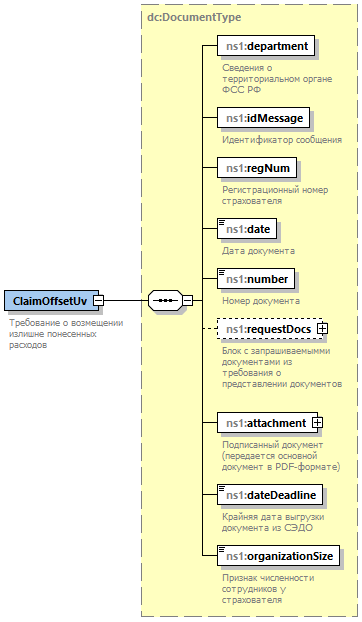 dc:DocumentType
ns1:department
Сведения о
территориальном органе
ФСС РФ
ns1:idMessage
Идентификатор сообщения
ns1:regNum
Регистрационный номер
страхователя
ns1:date
Дата документа
ns1:number
Номер документа
ClaimOffsetUv
Требование о возмещении
излишне понесенных
расходов
ns1:requestDocs
Блок с запрашиваемымми
документами из
требования о
представлении документов
ns1:attachment
Подписанный документ
(передается основной
документ в PDF-формате)
ns1:dateDeadline
Крайняя дата выгрузки
документа из СЭДО
ns1:organizationSize
Признак численности
сотрудников у
страхователя